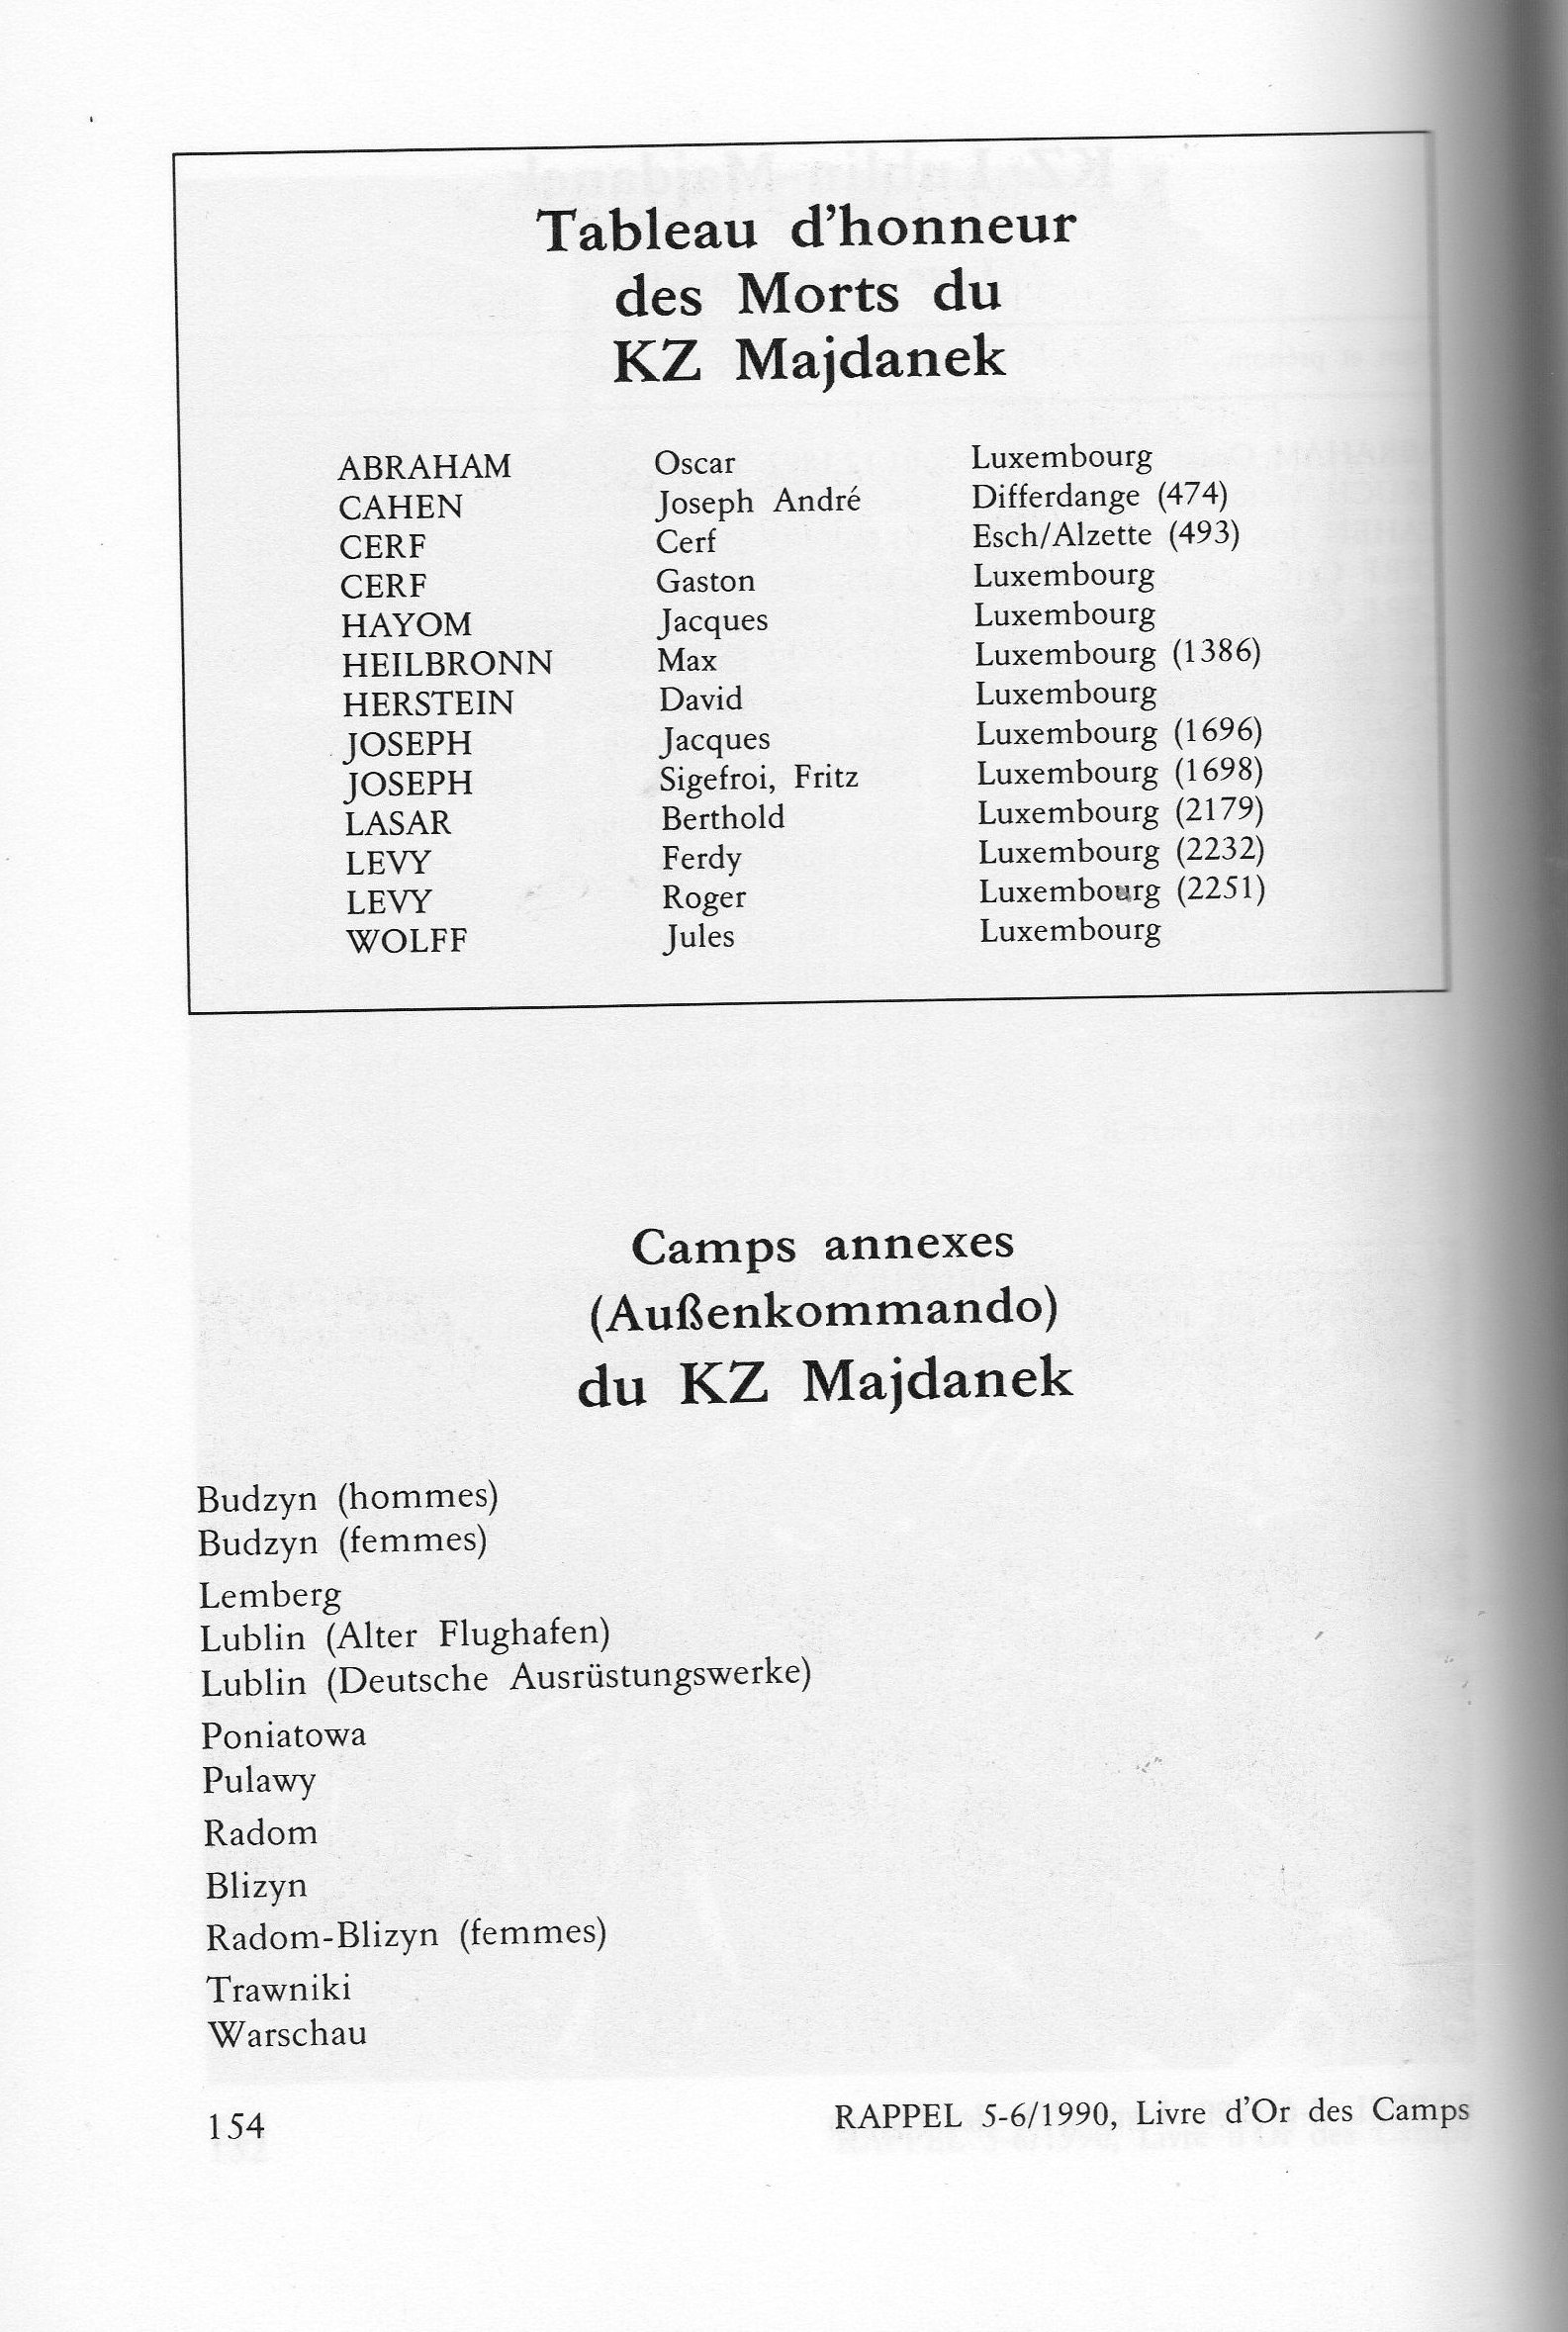 Tableau d'honneur
des Morts du
KZ Majdanek
ABRAHAM Oscar Luxembourg
CAHEN Joseph André Differdange (474)
CERF Cerf Esch/Alzette (493)
CERF Gaston Luxembourg
HAYOM Jacques Luxembourg
HEILBRONN Max Luxembourg (1386)
HERSTEIN David Luxembourg
JOSEPH Jacques Luxembourg (1696)
JOSEPH Sigefroi, Fritz Luxembourg (1698)
LASAR Berthold Luxembourg (2179)
LEVY Ferdy Luxembourg (2232)
LEVY Roger Luxembourg (2251)
WOLFF Jules Luxembourg
Camps annexes
(Außenkommando)
du KZ Majdanek
Budzyn (hommes)
Budzyn (femmes)
Lemberg
Lublin (Alter Flughafen)
Lublin (Deutsche Ausrüstungswerke)
Poniatowa
Pulawy
Radom
Blizyn
Radom-Blizyn (femmes)
Trawniki
Warschau
154 RAPPEL 5-6/1990, Livre d'Or des Camps